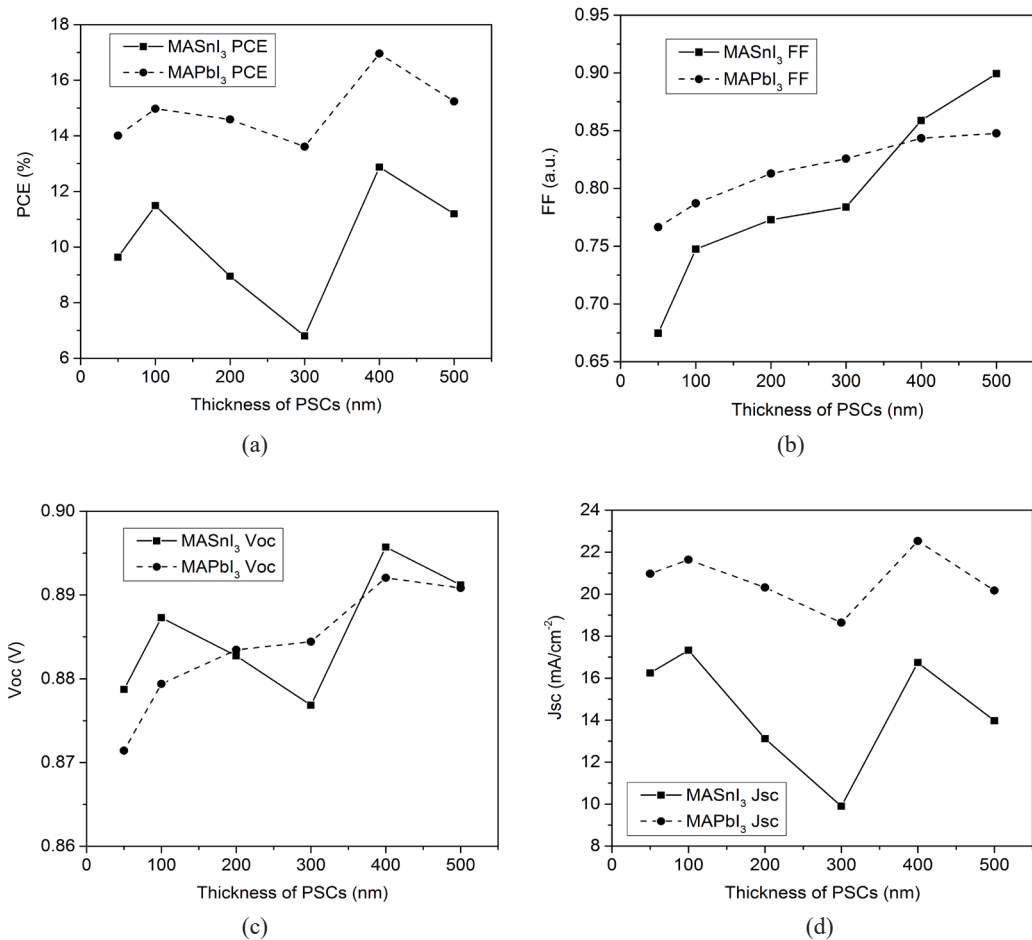 18
16
14
12
10
8
6
PCE (%)
MASnI₃ PCE
MAPbI₃ PCE
0 100 200 300 400 500
Thickness of PSCs (nm)
(a)
0.95
0.90
0.85
0.80
0.75
0.70
0.65
FF (a.u.)
MASnI₃ FF
MAPbI₃ FF
0 100 200 300 400 500
Thickness of PSCs (nm)
(b)
0.90
0.89
0.88
0.87
0.86
Voc (V)
MASnI₃ Voc
MAPbI₃ Voc
0 100 200 300 400 500
Thickness of PSCs (nm)
(c)
24
22
20
18
16
14
12
10
8
Jsc (mA/cm⁻²)
MASnI₃ Jsc
MAPbI₃ Jsc
0 100 200 300 400 500
Thickness of PSCs (nm)
(d)